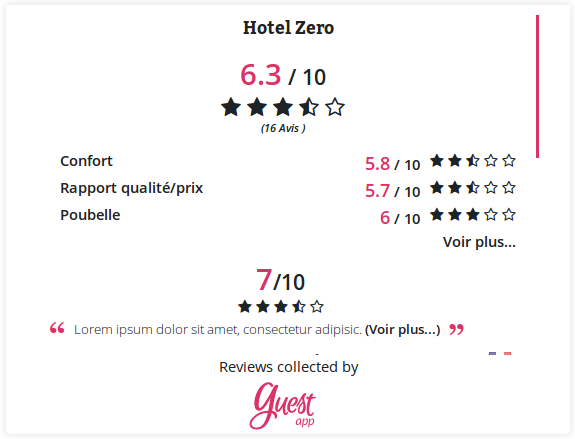 Hotel Zero
6.3 / 10
(16 Avis )
Confort 5.8 / 10
Rapport qualité/prix 5.7 / 10
Poubelle 6 / 10
Voir plus...
7/10
“ Lorem ipsum dolor sit amet, consectetur adipisic. (Voir plus...) ”
Reviews collected by
Guest
app